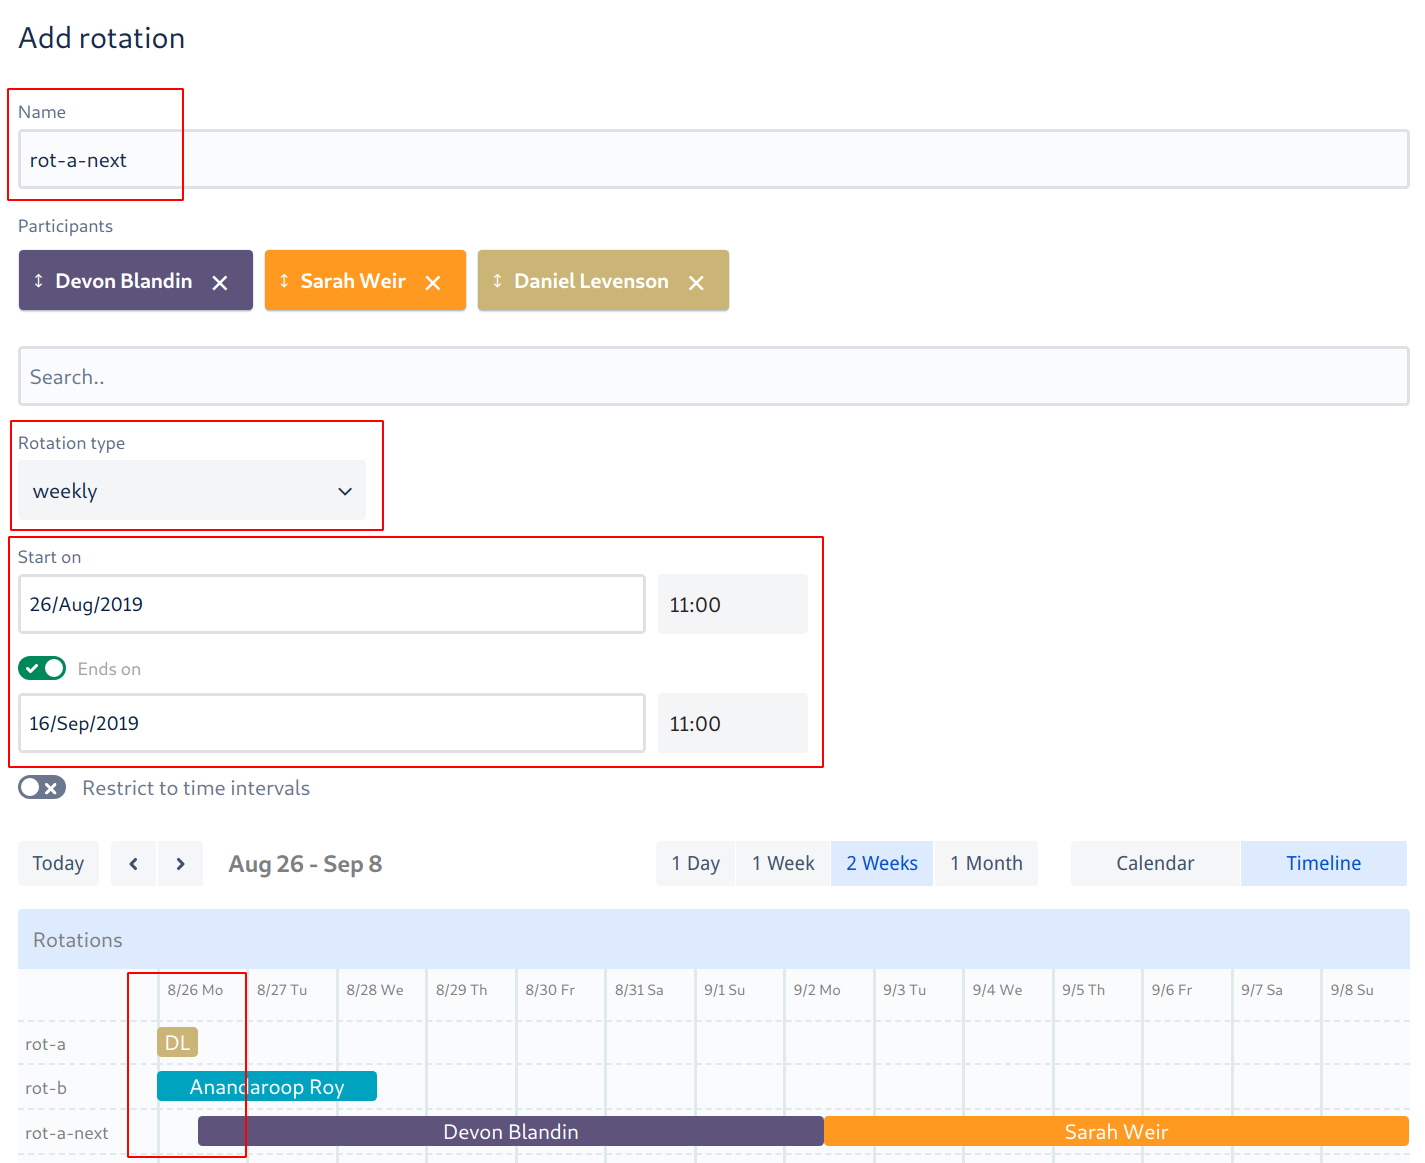 Add rotation
Name
rot-a-next
Participants
Devon Blandin
Sarah Weir
Daniel Levenson
Search..
Rotation type
weekly
Start on
26/Aug/2019 11:00
Ends on
16/Sep/2019 11:00
Restrict to time intervals
Today Aug 26 - Sep 8 1 Day 1 Week 2 Weeks 1 Month Calendar Timeline
Rotations
8/26 Mo 8/27 Tu 8/28 We 8/29 Th 8/30 Fr 8/31 Sa 9/1 Su 9/2 Mo 9/3 Tu 9/4 We 9/5 Th 9/6 Fr 9/7 Sa 9/8 Su
rot-a DL
rot-b Anandaroop Roy
rot-a-next Devon Blandin Sarah Weir